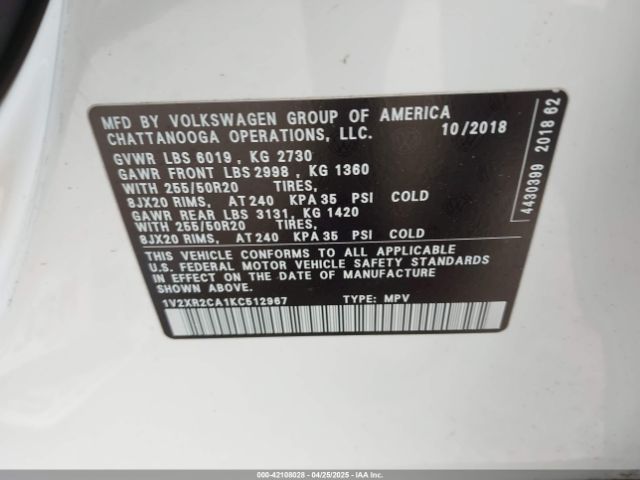 MFD BY VOLKSWAGEN GROUP OF AMERICA
CHATTANOOGA OPERATIONS, LLC. 10/2018
GVWR LBS 6019 , KG 2730
GAWR FRONT LBS 2998 , KG 1360
WITH 255/50R20 TIRES,
8JX20 RIMS, AT 240 KPA 35 PSI COLD
GAWR REAR LBS 3131, KG 1420
WITH 255/50R20 TIRES,
8JX20 RIMS, AT 240 KPA 35 PSI COLD
THIS VEHICLE CONFORMS TO ALL APPLICABLE
U.S. FEDERAL MOTOR VEHICLE SAFETY STANDARDS
IN EFFECT ON THE DATE OF MANUFACTURE
SHOWN ABOVE.
1V2XR2CA1KC512967 TYPE: MPV
4430399 2018 62
000-42108028 - 04/25/2025 - IAAI.COM